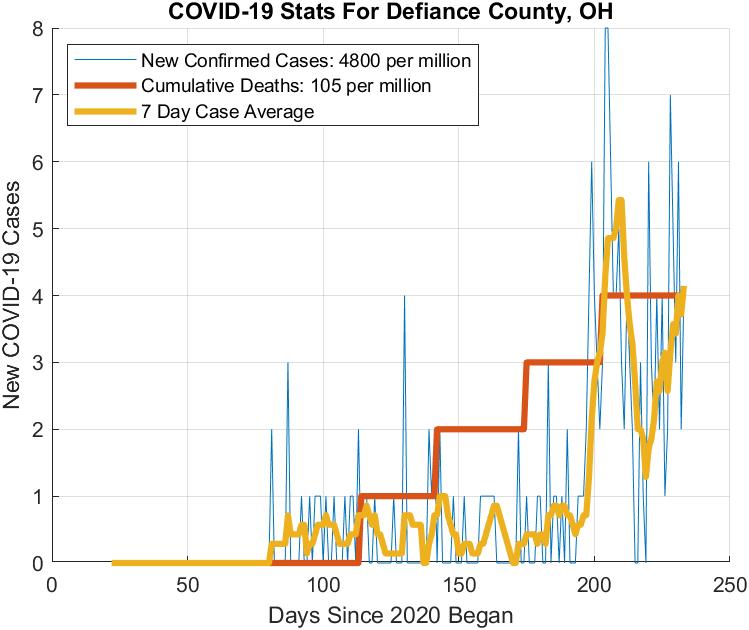 COVID-19 Stats For Defiance County, OH
New Confirmed Cases: 4800 per million
Cumulative Deaths: 105 per million
7 Day Case Average
New COVID-19 Cases
8
7
6
5
4
3
2
1
0
0 50 100 150 200 250
Days Since 2020 Began